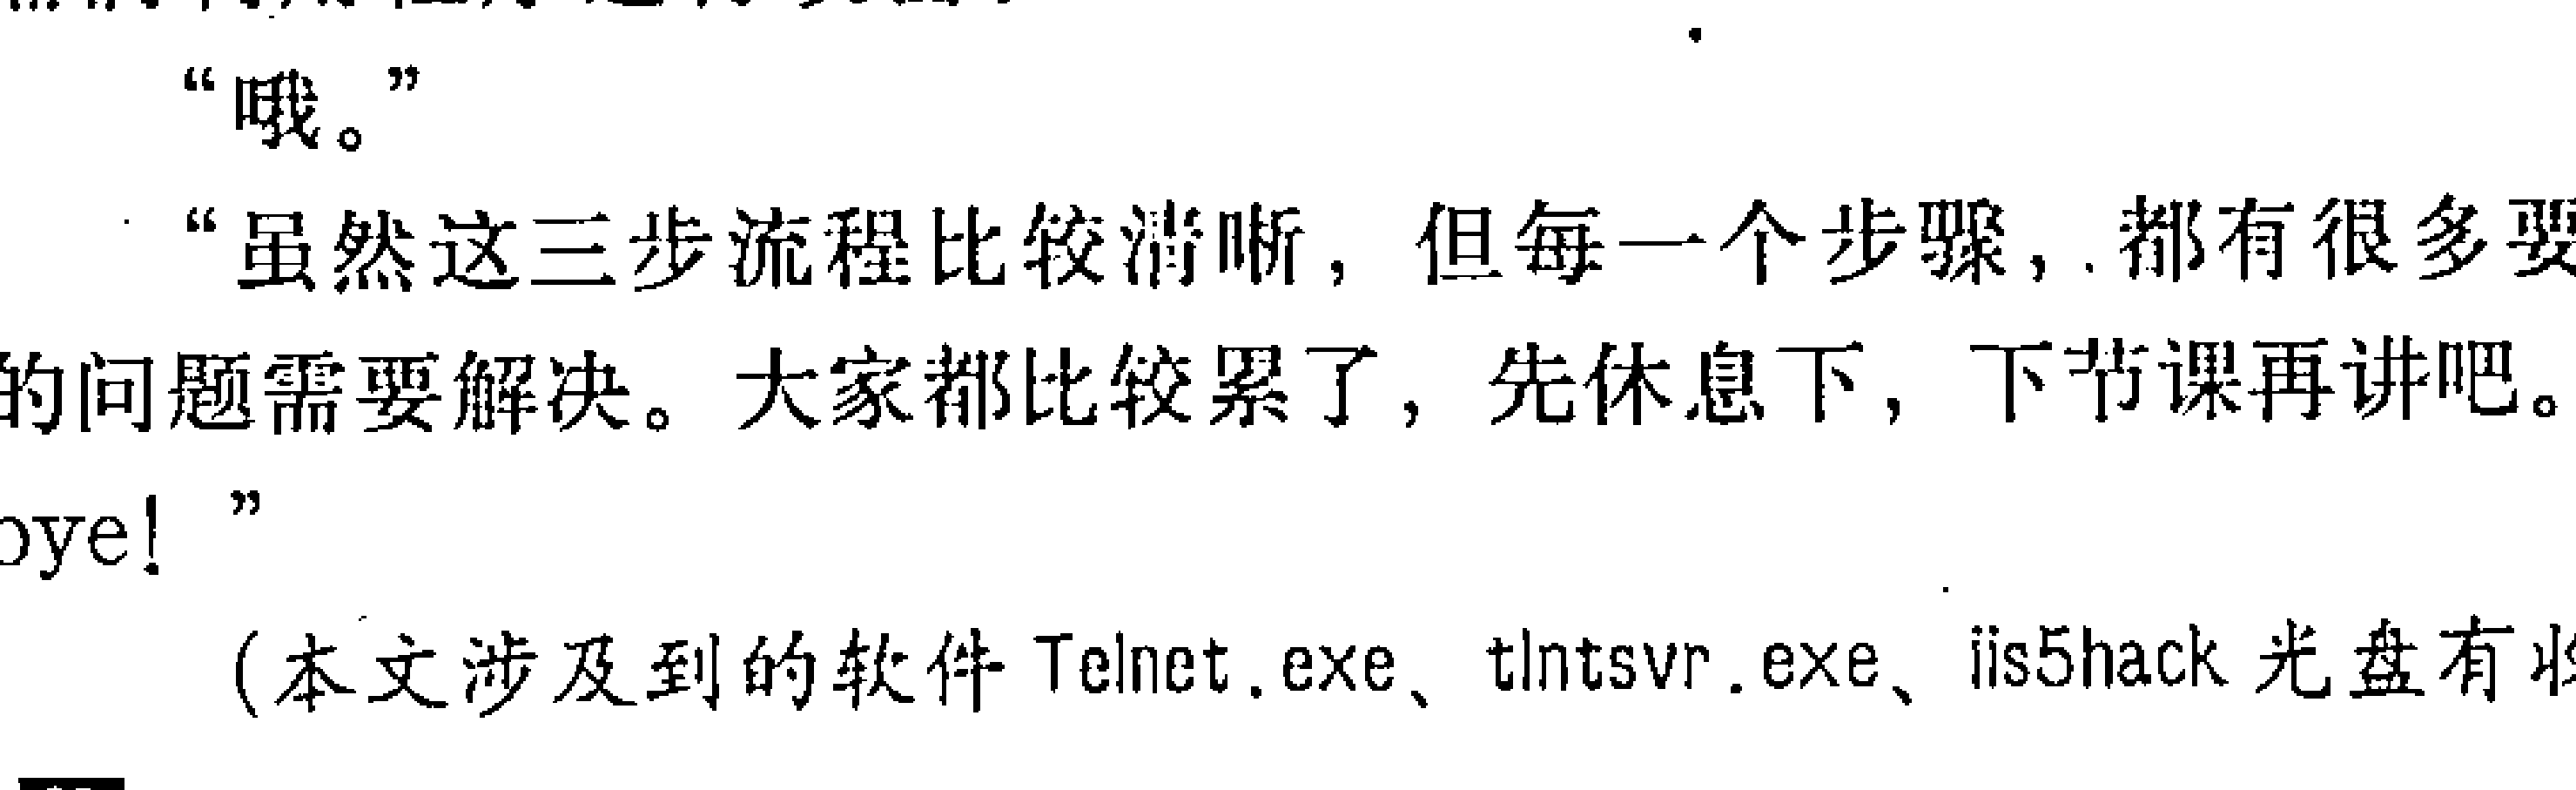 “哦。”
“虽然这三步流程比较清晰，但每一个步骤，都有很多要
的问题需要解决。大家都比较累了，先休息下，下节课再讲吧。
bye！”
（本文涉及到的软件 Telnet.exe、tlntsvr.exe、iis5hack 光盘有收